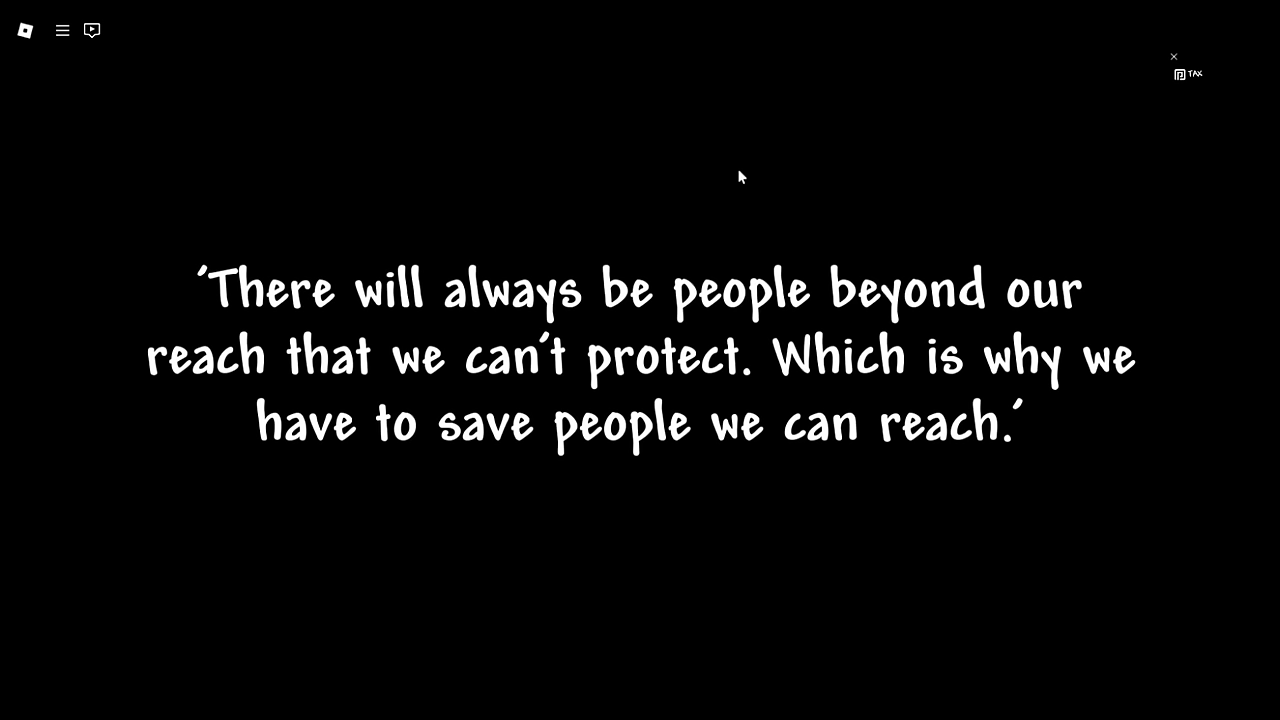 TAX
'There will always be people beyond our
reach that we can't protect. Which is why we
have to save people we can reach.'